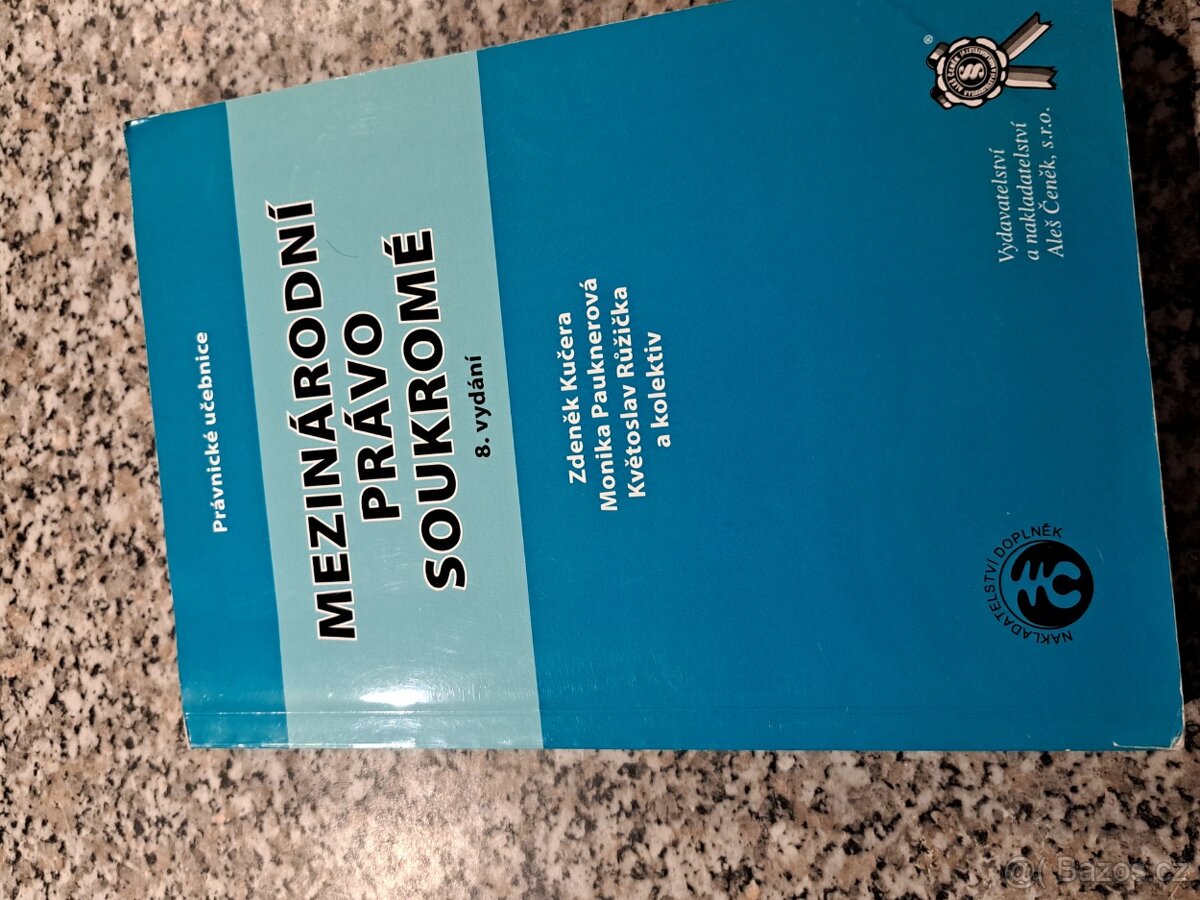 Právnické učebnice
MEZINÁRODNÍ
PRÁVO
SOUKROMÉ
8. vydání
Zdeněk Kučera
Monika Pauknerová
Květoslav Růžička
a kolektiv
NAKLADATELSTVÍ DOPLNĚK
®
Vydavatelství
a nakladatelství
Aleš Čeněk, s.r.o.
Bazos.cz